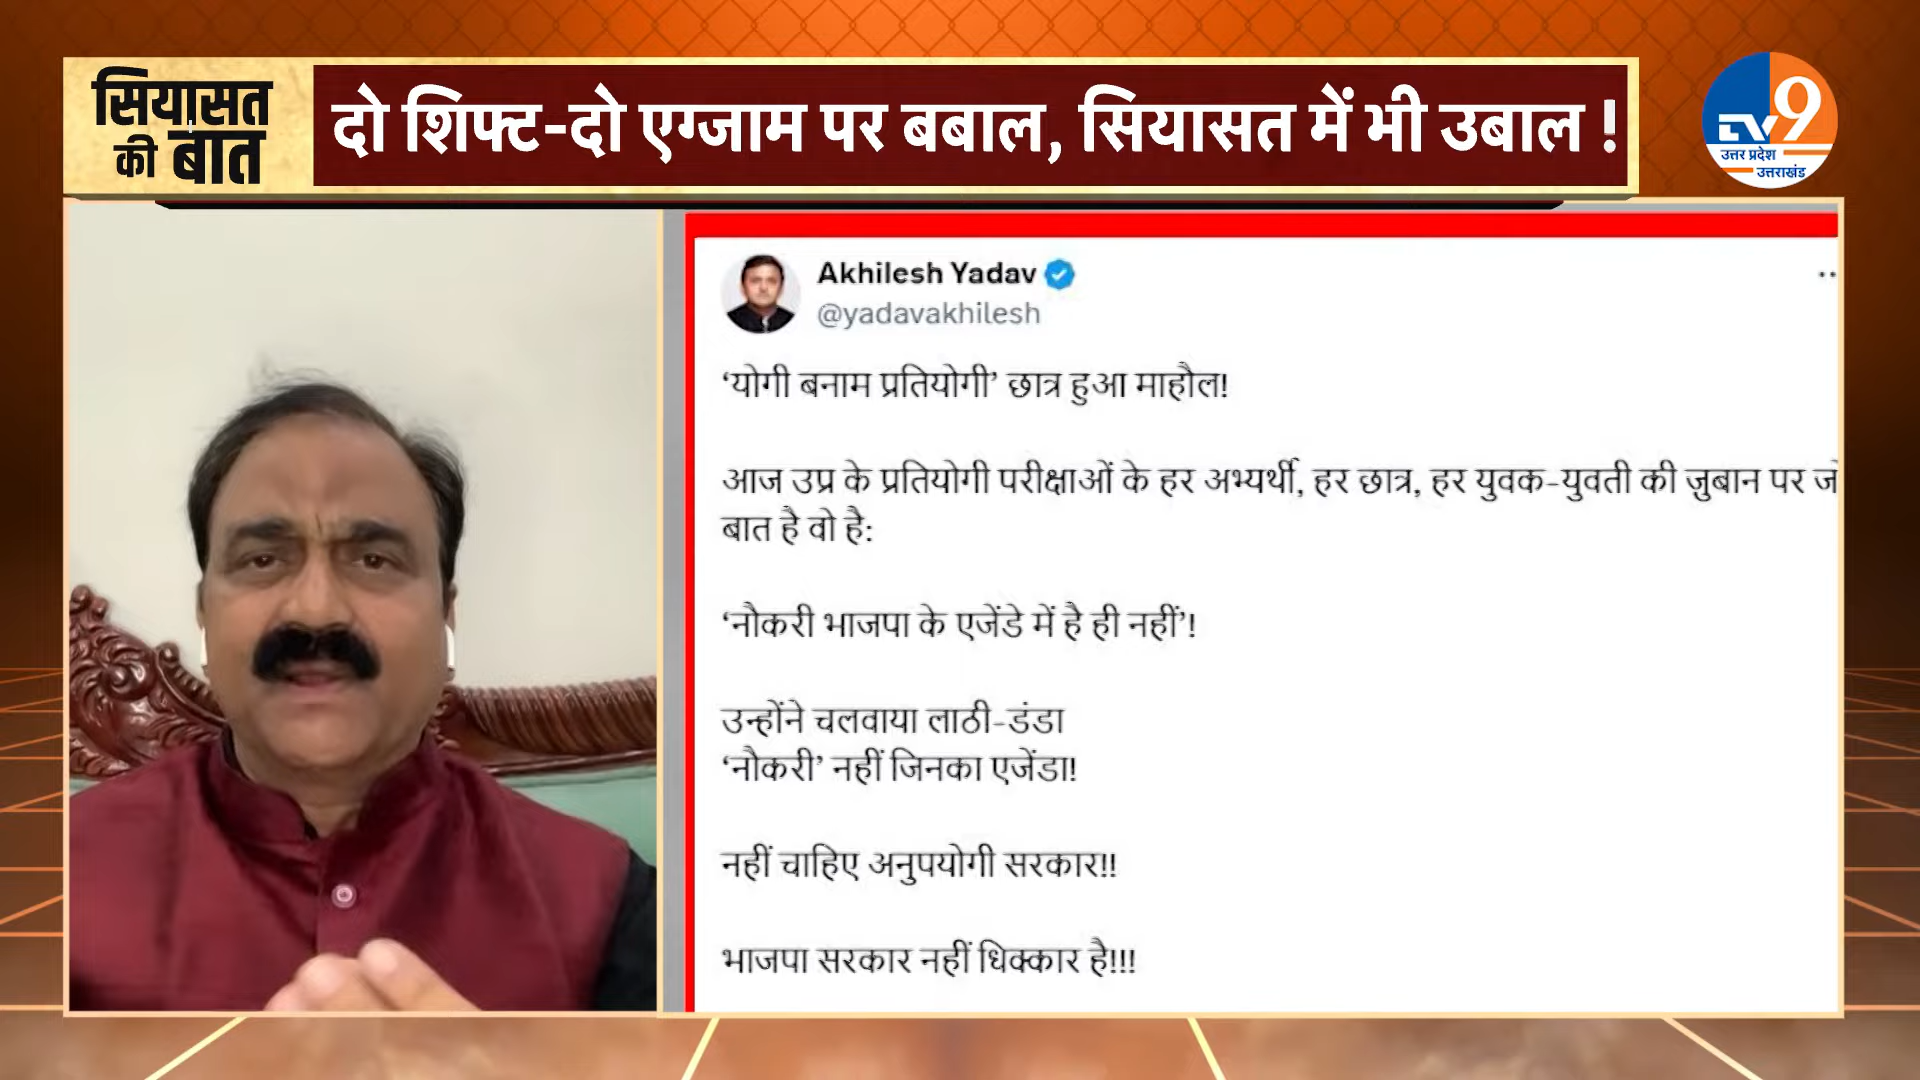 सियासत
की बात
दो शिफ्ट-दो एग्जाम पर बबाल, सियासत में भी उबाल !
TV9
उत्तर प्रदेश
उत्तराखंड
Akhilesh Yadav
@yadavakhilesh
‘योगी बनाम प्रतियोगी’ छात्र हुआ माहौल!
आज उप्र के प्रतियोगी परीक्षाओं के हर अभ्यर्थी, हर छात्र, हर युवक-युवती की ज़ुबान पर
बात है वो है:
‘नौकरी भाजपा के एजेंडे में है ही नहीं’!
उन्होंने चलवाया लाठी-डंडा
‘नौकरी’ नहीं जिनका एजेंडा!
नहीं चाहिए अनुपयोगी सरकार!!
भाजपा सरकार नहीं धिक्कार है!!!